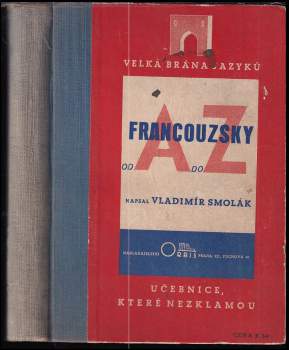 VELKÁ BRÁNA JAZYKŮ
FRANCOUZSKY
OD A DO Z
NAPSAL VLADIMÍR SMOLÁK
NAKLADATELSTVÍ ORBIS PRAHA XII, FOCHOVA 62
UČEBNICE,
KTERÉ NEZKLAMOU